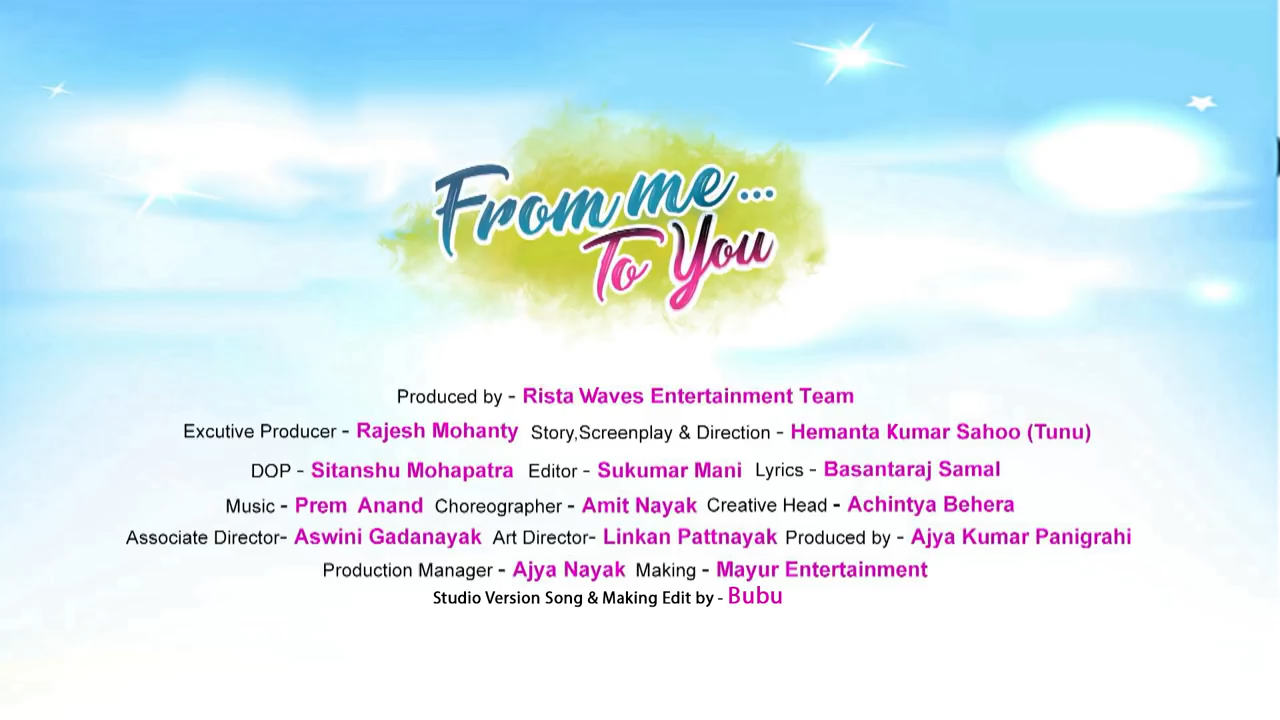 From me...
To You
Produced by - Rista Waves Entertainment Team
Excutive Producer - Rajesh Mohanty Story,Screenplay & Direction - Hemanta Kumar Sahoo (Tunu)
DOP - Sitanshu Mohapatra Editor - Sukumar Mani Lyrics - Basantaraj Samal
Music - Prem Anand Choreographer - Amit Nayak Creative Head - Achintya Behera
Associate Director- Aswini Gadanayak Art Director- Linkan Pattnayak Produced by - Ajya Kumar Panigrahi
Production Manager - Ajya Nayak Making - Mayur Entertainment
Studio Version Song & Making Edit by - Bubu